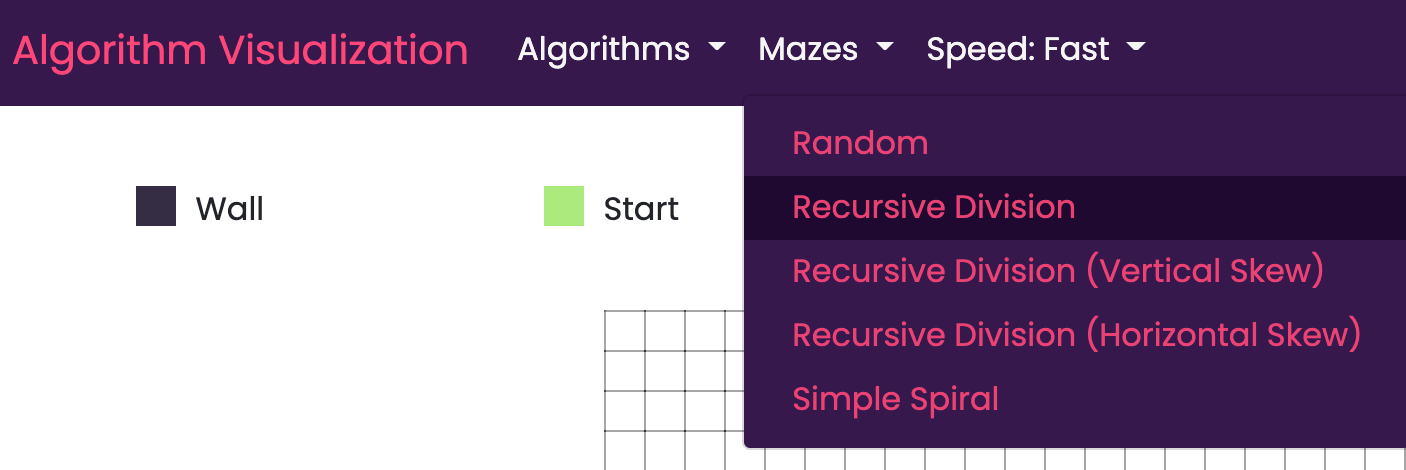 Algorithm Visualization Algorithms Mazes Speed: Fast
Random
Recursive Division
Wall Start
Recursive Division (Vertical Skew)
Recursive Division (Horizontal Skew)
Simple Spiral